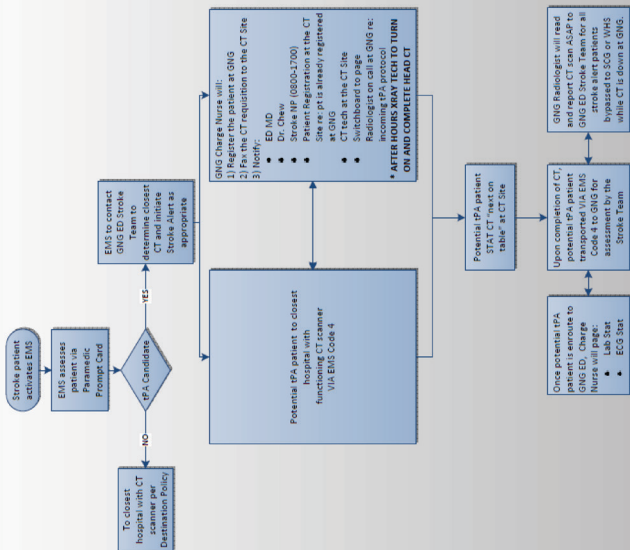 Stroke patient
activates EMS
EMS assesses
patient via
Paramedic
Prompt Card
tPA Candidate
NO
YES
To closest
hospital with CT
scanner per
Destination Policy
EMS to contact
GNG ED Stroke
Team to
determine closest
CT and initiate
Stroke Alert as
appropriate
Potential tPA patient to closest
hospital with
functioning CT scanner
VIA EMS Code 4
GNG Charge Nurse will:
1) Register the patient at GNG
2) Fax the CT requisition to the CT Site
3) Notify:
ED MD
Dr. Chew
Stroke NP (0800-1700)
Patient Registration at the CT
Site re: pt is already registered
at GNG
CT tech at the CT Site
Switchboard to page
Radiologist on call at GNG re:
incoming tPA protocol
* AFTER HOURS XRAY TECH TO TURN
ON AND COMPLETE HEAD CT
Potential tPA patient
STAT CT "next on
table" at CT Site
Once potential tPA
patient is enroute to
GNG ED, Charge
Nurse will page:
Lab Stat
ECG Stat
Upon completion of CT,
potential tPA patient
transported VIA EMS
Code 4 to GNG for
assessment by the
Stroke Team
GNG Radiologist will read
and report CT scan ASAP to
GNG ED Stroke Team for all
stroke alert patients
bypassed to SCG or WHS
while CT is down at GNG.